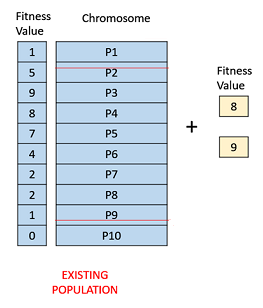 Fitness Value
Chromosome
1 P1
5 P2
9 P3
8 P4
7 P5
4 P6
2 P7
2 P8
1 P9
0 P10
+
Fitness
Value
8
9
EXISTING
POPULATION